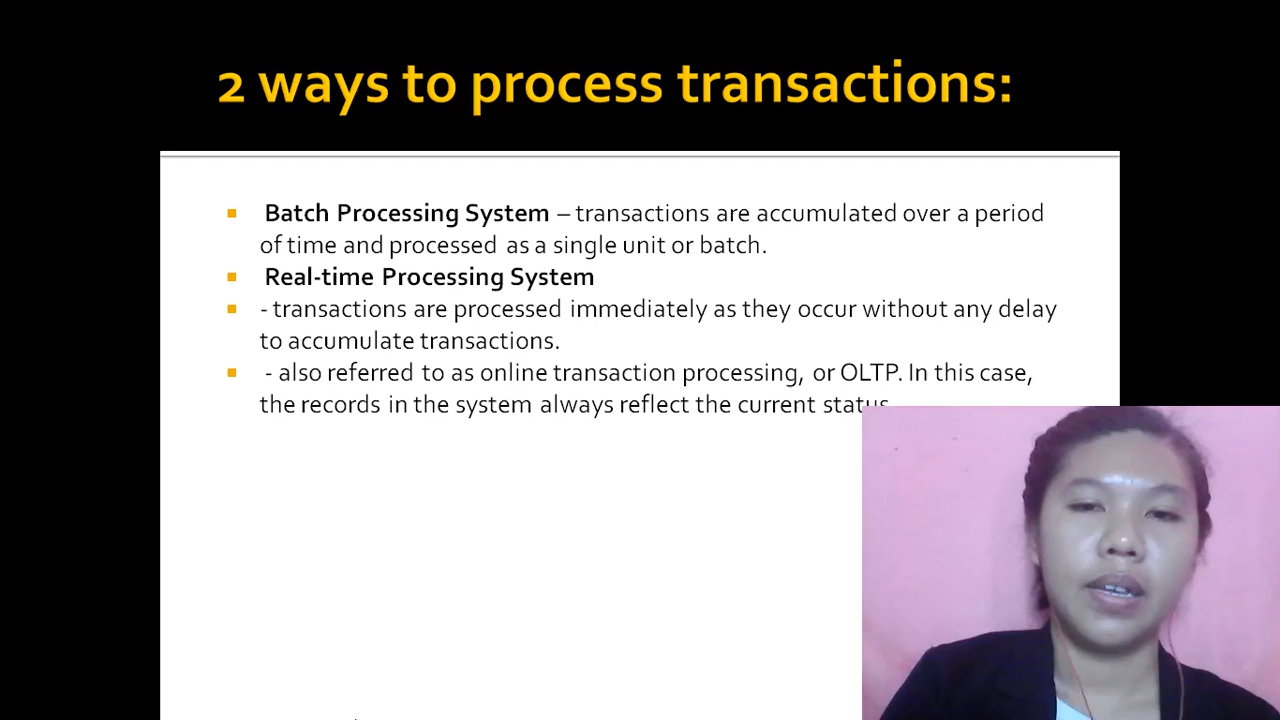 2 ways to process transactions:
Batch Processing System – transactions are accumulated over a period
of time and processed as a single unit or batch.
Real-time Processing System
- transactions are processed immediately as they occur without any delay
to accumulate transactions.
- also referred to as online transaction processing, or OLTP. In this case,
the records in the system always reflect the current status